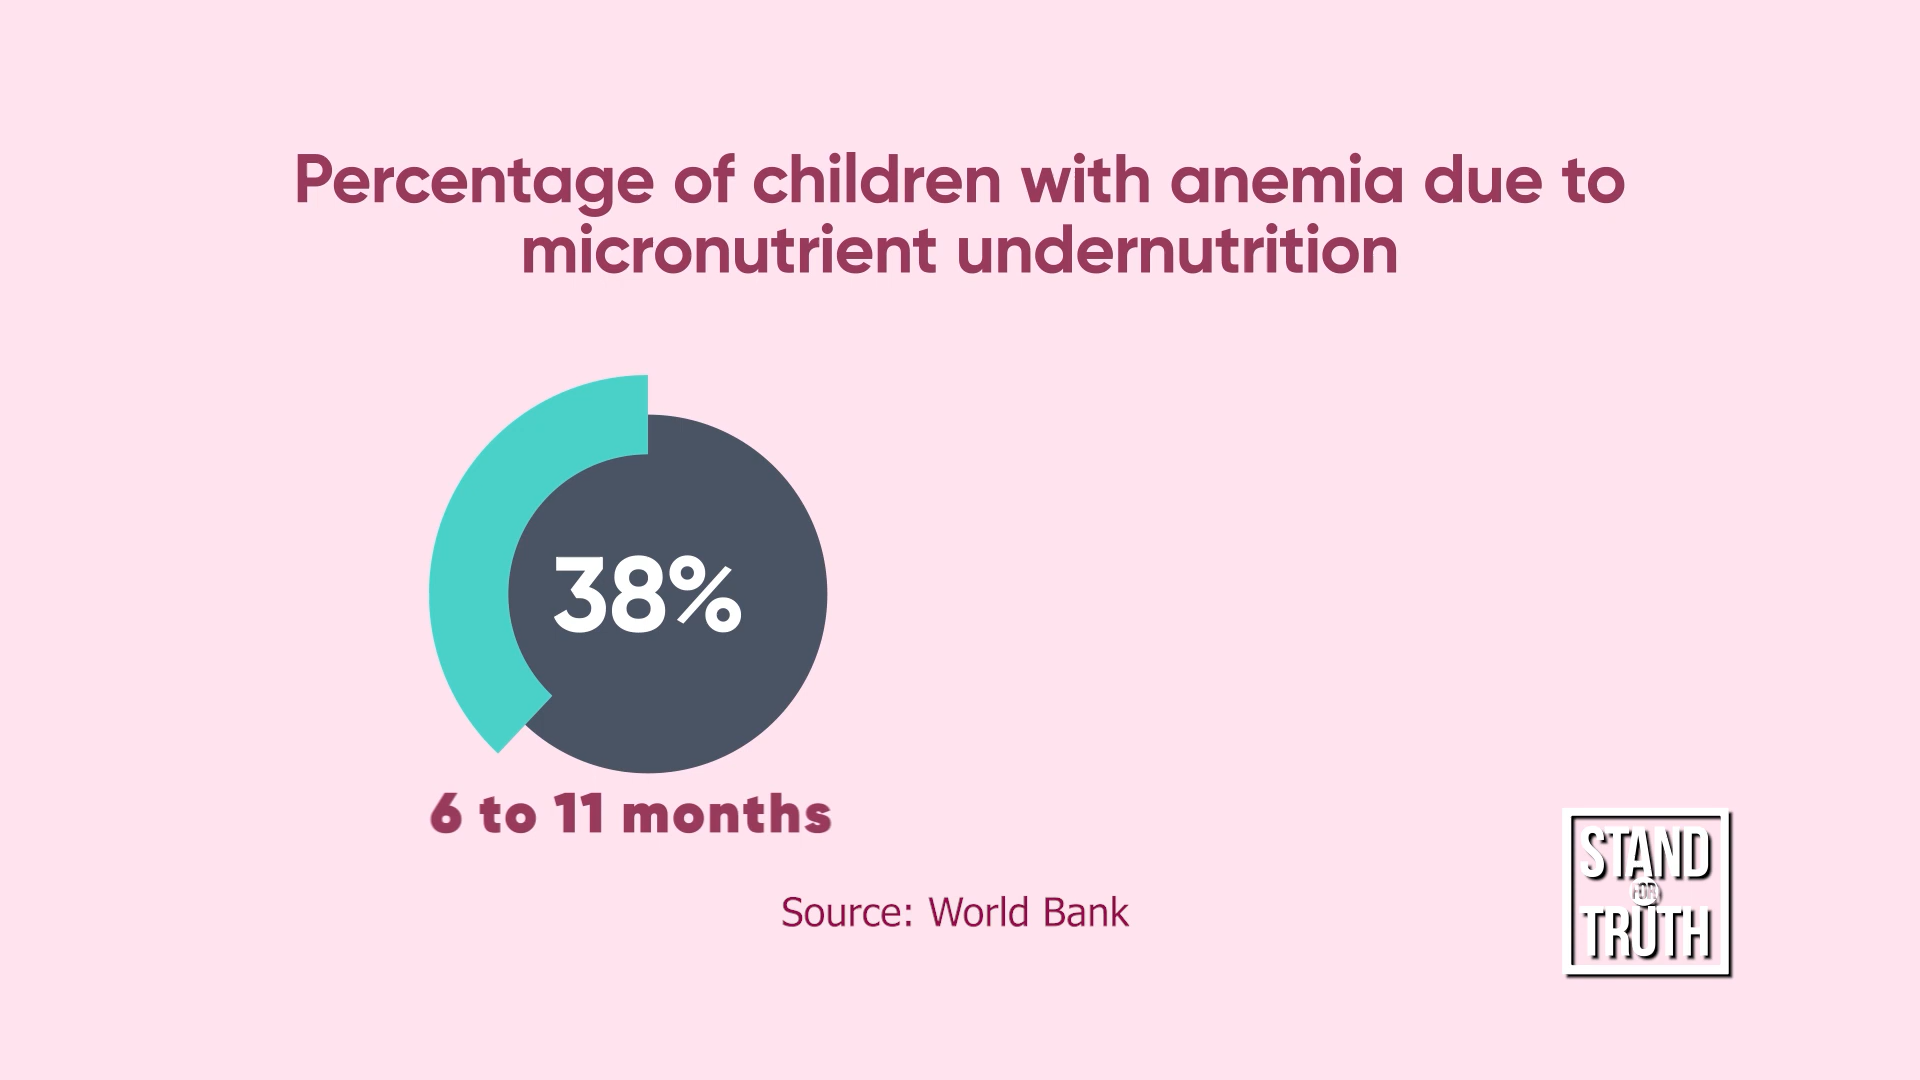 Percentage of children with anemia due to
micronutrient undernutrition
38%
6 to 11 months
Source: World Bank
STAND
FOR
TRUTH